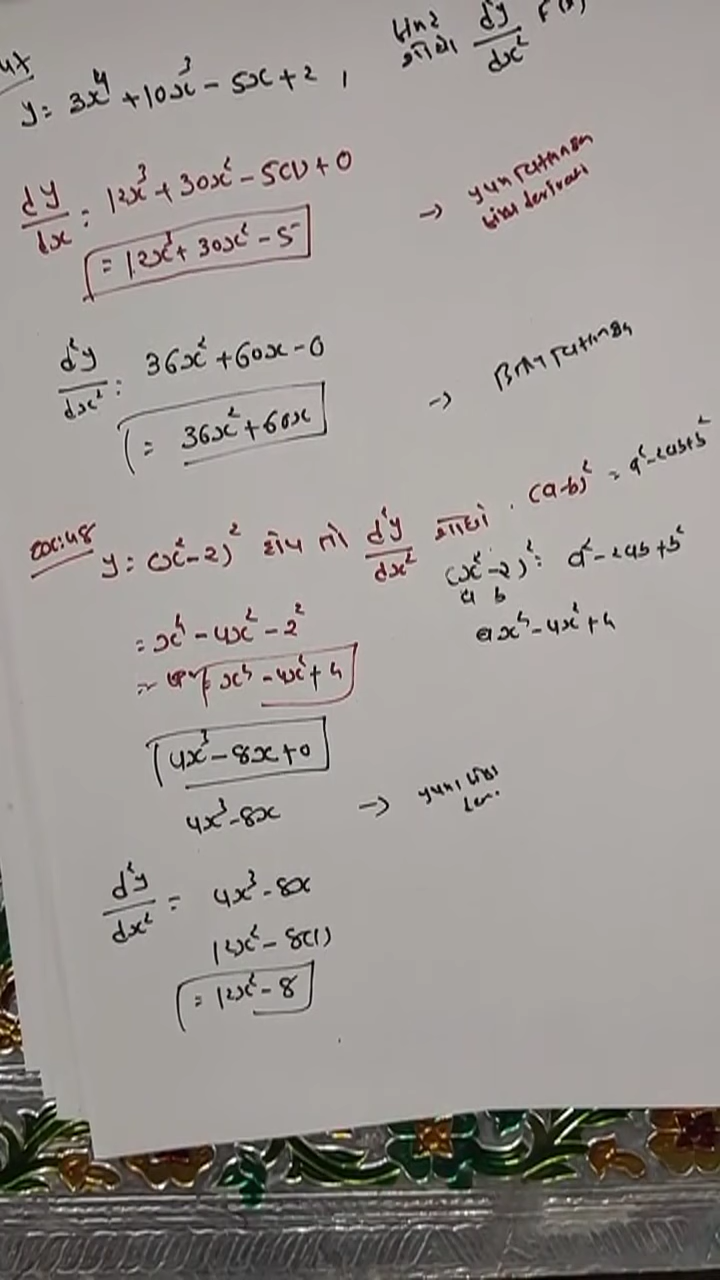 y = 3x⁴ + 10x³ - 5x + 2 ,
d²y/dx²
dy/dx = 12x³ + 30x² - 5(1) + 0
= 12x³ + 30x² - 5
→
d²y/dx² = 36x² + 60x - 0
= 36x² + 60x
→
y = (x² - 2)² હોય તો d²y/dx² શોધો . (a-b)² = a² - 2ab + b²
(x² - 2)² = a² - 2ab + b²
a b
x⁴ - 4x² + 4
= x⁴ - 4x² - 2²
x⁴ - 4x² + 4
4x³ - 8x + 0
4x³ - 8x →
d²y/dx² = 4x³ - 8x
12x² - 8(1)
= 12x² - 8